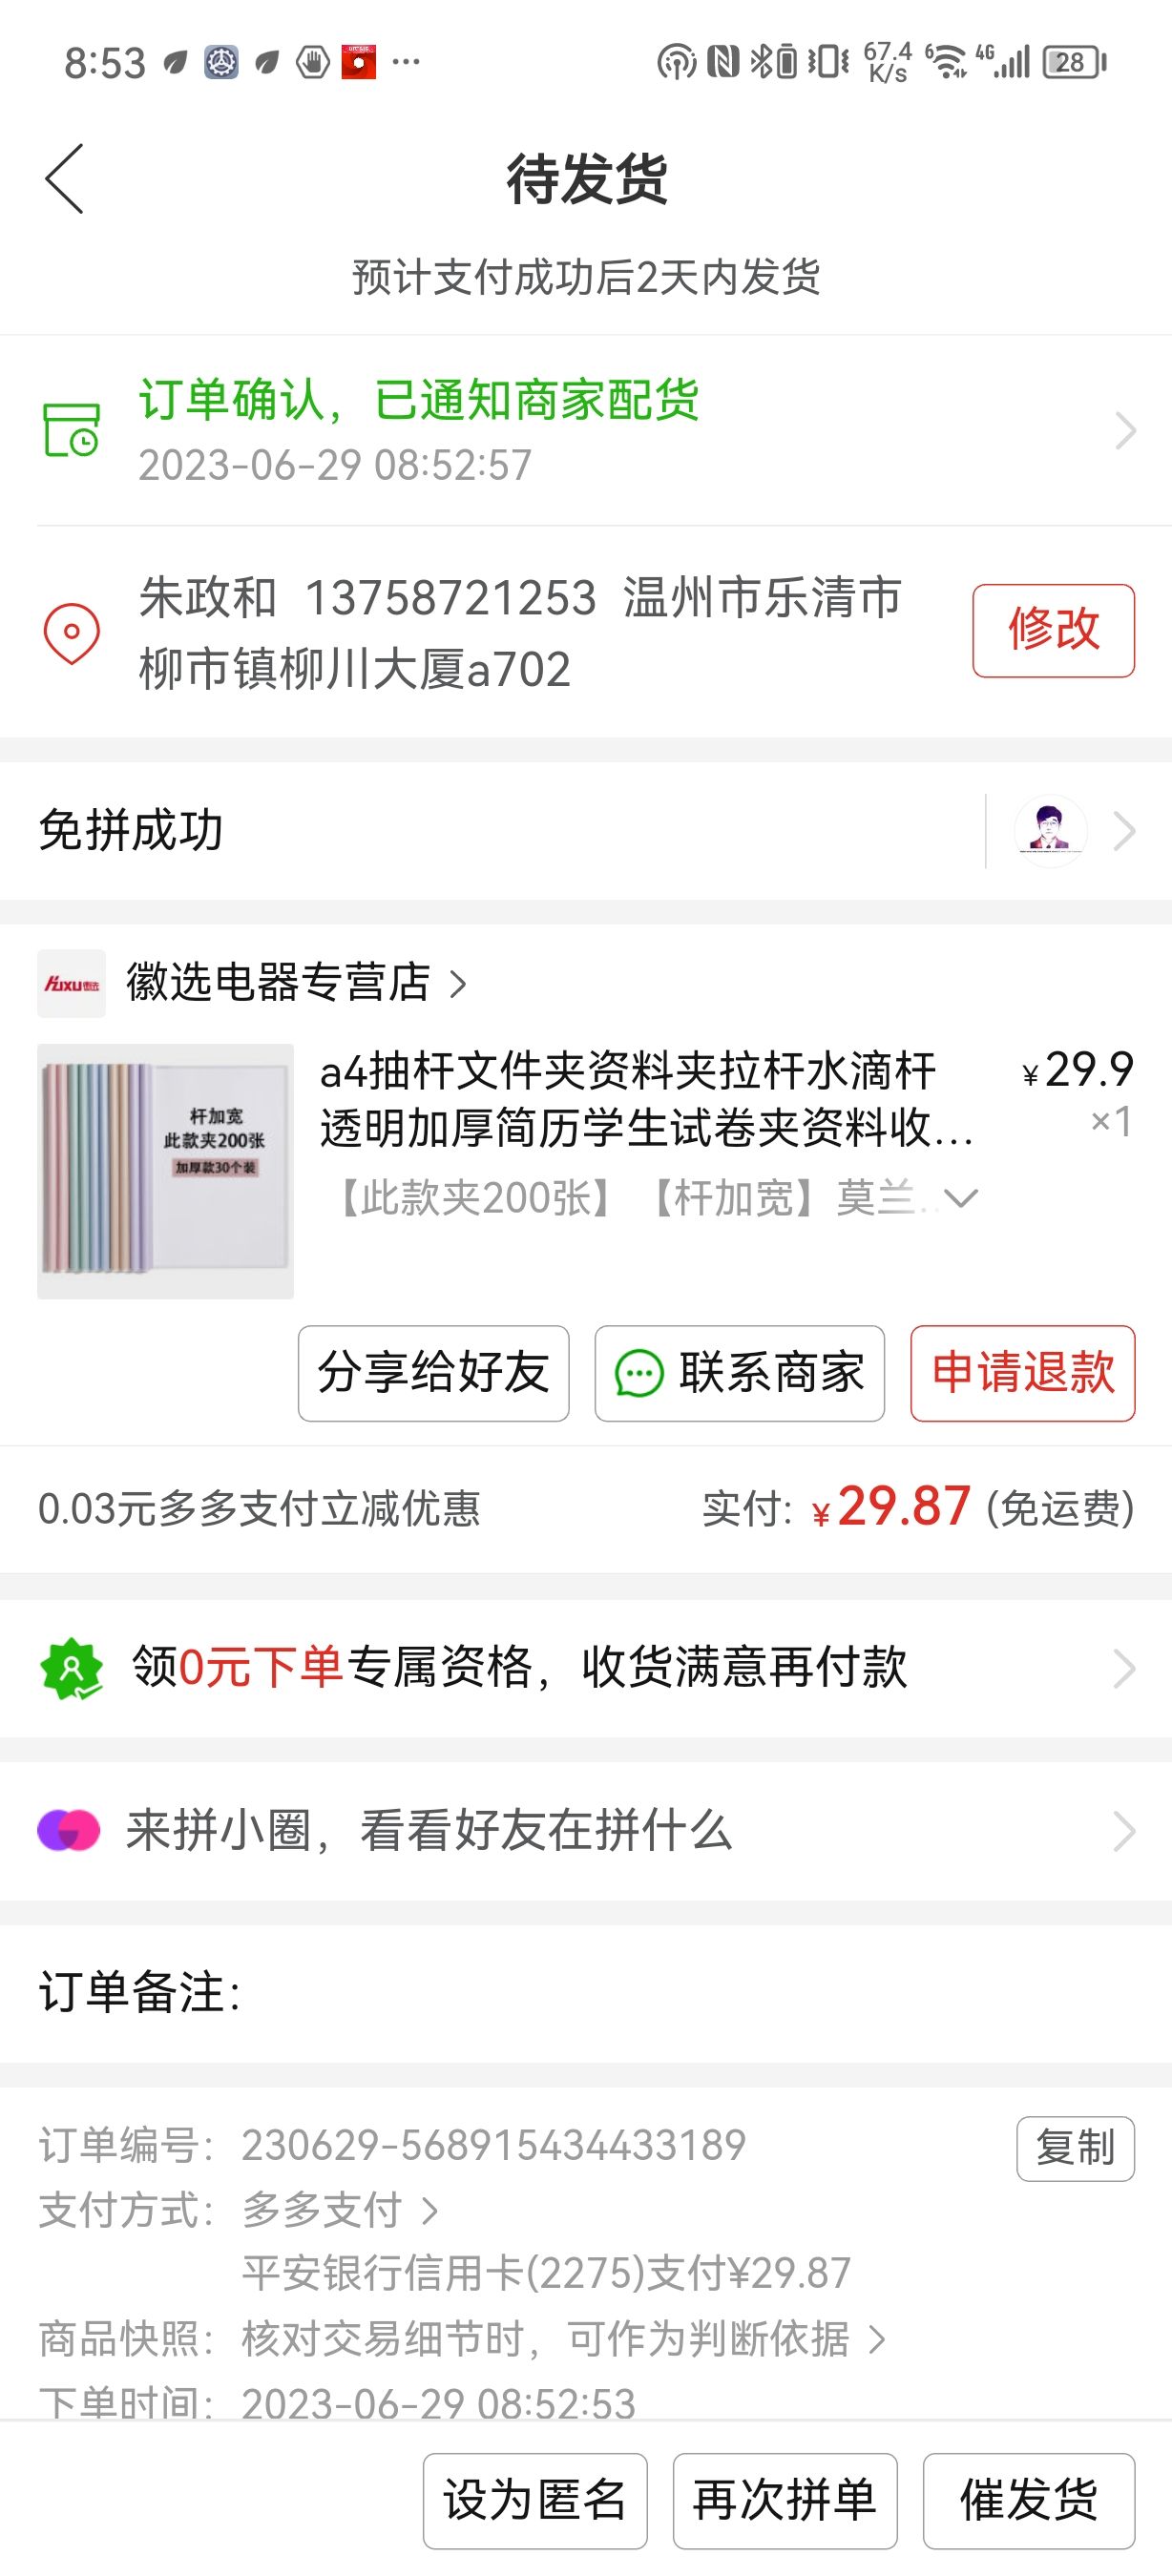 8:53
67.4
K/s
6
4G
28
待发货
预计支付成功后2天内发货
订单确认，已通知商家配货
2023-06-29 08:52:57
朱政和 13758721253 温州市乐清市
柳市镇柳川大厦a702
修改
免拼成功
徽选电器专营店
a4抽杆文件夹资料夹拉杆水滴杆
透明加厚简历学生试卷夹资料收...
¥29.9
×1
【此款夹200张】【杆加宽】莫兰..
杆加宽
此款夹200张
加厚款30个装
分享给好友
联系商家
申请退款
0.03元多多支付立减优惠
实付: ¥29.87 (免运费)
领0元下单专属资格，收货满意再付款
来拼小圈，看看好友在拼什么
订单备注:
订单编号: 230629-568915434433189
复制
支付方式: 多多支付
平安银行信用卡(2275)支付¥29.87
商品快照: 核对交易细节时，可作为判断依据
下单时间: 2023-06-29 08:52:53
设为匿名
再次拼单
催发货